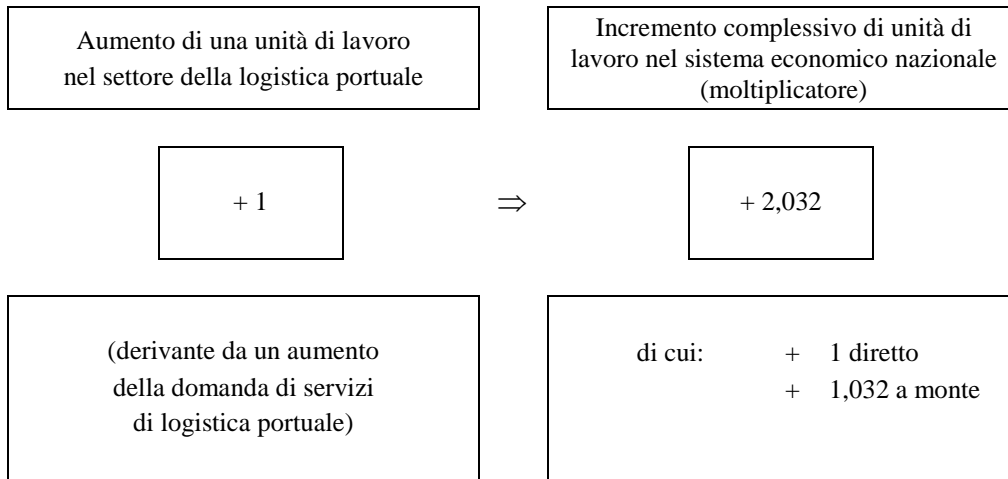 Aumento di una unità di lavoro
nel settore della logistica portuale
Incremento complessivo di unità di
lavoro nel sistema economico nazionale
(moltiplicatore)
+ 1
⇒
+ 2,032
(derivante da un aumento
della domanda di servizi
di logistica portuale)
di cui: + 1 diretto
+ 1,032 a monte